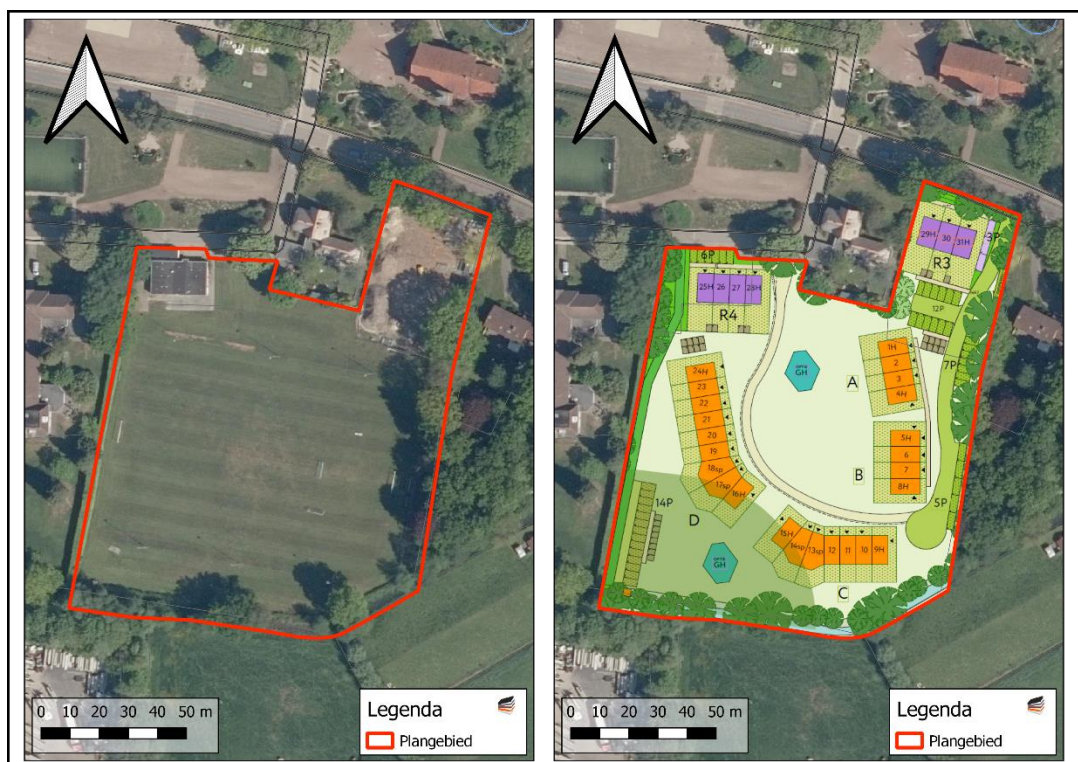 0 10 20 30 40 50 m
Legenda
Plangebied
29H
30
31H
3P
R3
6P
25H
26
27
28H
R4
12P
7P
1H
2
3
4H
A
GH
24H
23
22
21
20
19
18sp
17sp
16H
5H
6
7
8H
B
5P
14P
D
15H
14sp
13sp
12
11
10
9H
C
GH
0 10 20 30 40 50 m
Legenda
Plangebied